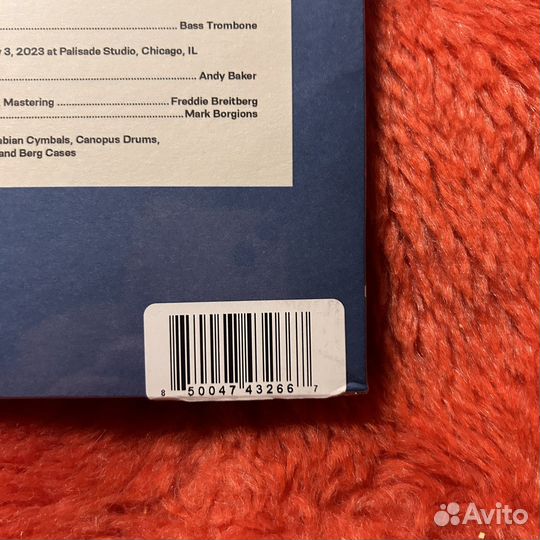 Bass Trombone
3, 2023 at Palisade Studio, Chicago, IL
Andy Baker
Mastering Freddie Breitberg
Mark Borgions
Cymbals, Canopus Drums,
and Berg Cases
8 50047 43266 7
Avito